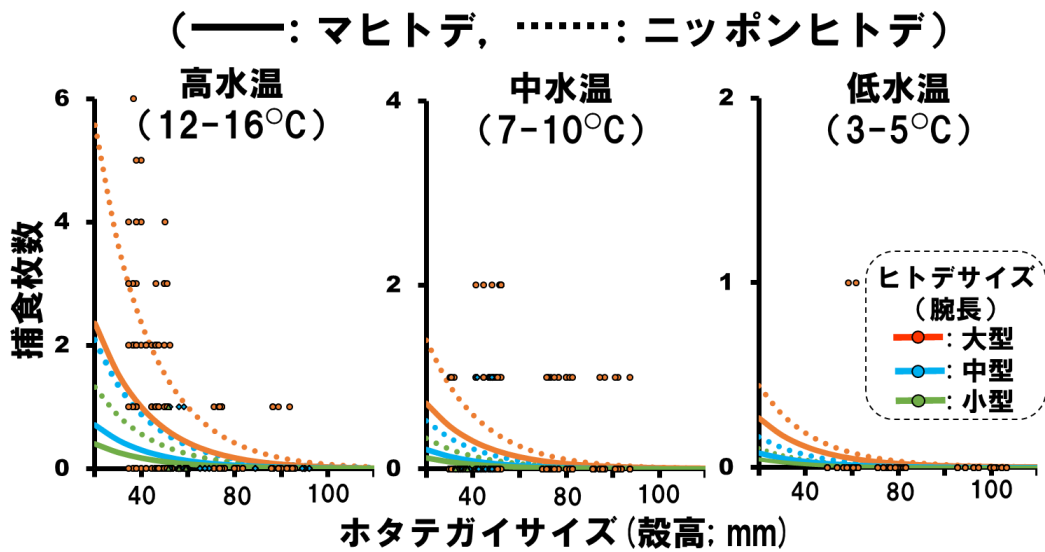 (――: マヒトデ, ……: ニッポンヒトデ)
高水温
(12-16℃)
中水温
(7-10℃)
低水温
(3-5℃)
捕食枚数
6
4
2
0
4
2
0
2
1
0
40
80
100
40
80
100
40
80
100
ヒトデサイズ
(腕長)
: 大型
: 中型
: 小型
ホタテガイサイズ(殻高; mm)